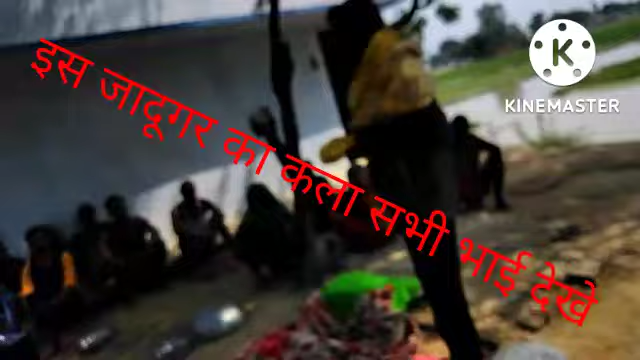 इस जादूगर का कला सभी भाई देखे
K
KINEMASTER